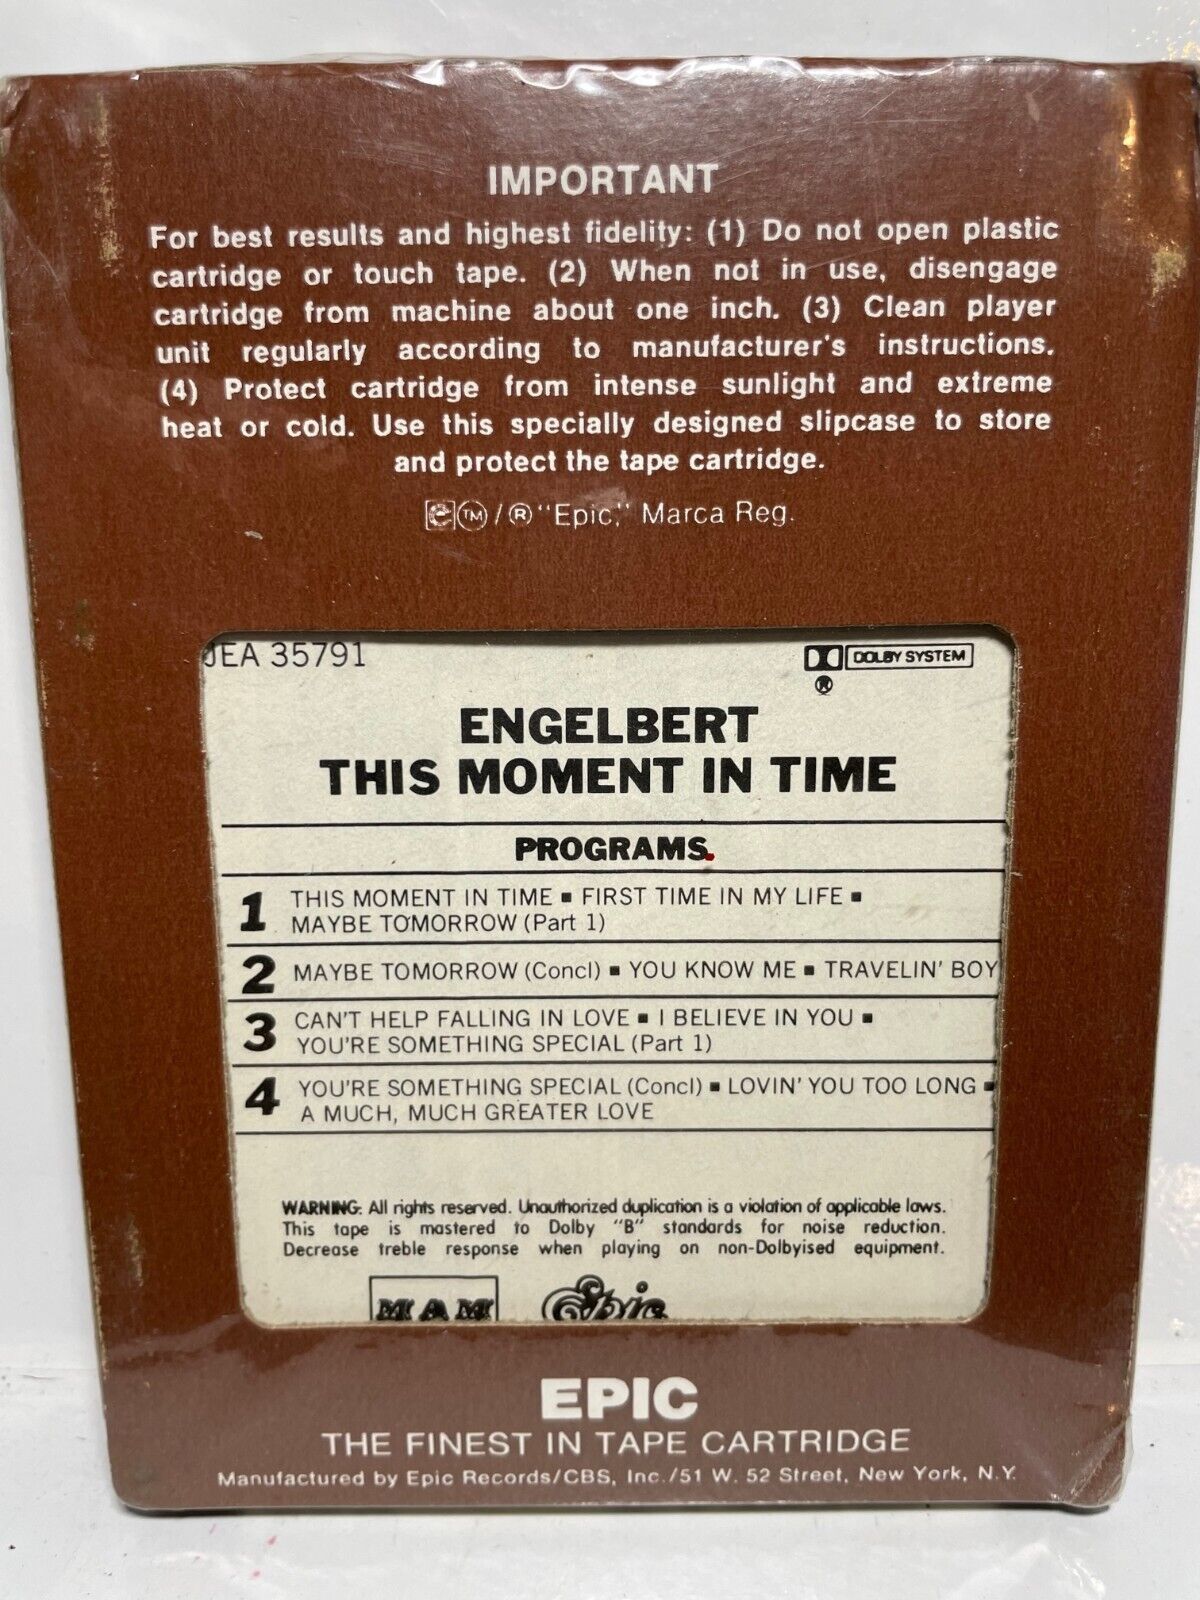 IMPORTANT
For best results and highest fidelity: (1) Do not open plastic
cartridge or touch tape. (2) When not in use, disengage
cartridge from machine about one inch. (3) Clean player
unit regularly according to manufacturer's instructions.
(4) Protect cartridge from intense sunlight and extreme
heat or cold. Use this specially designed slipcase to store
and protect the tape cartridge.
e TM / ® "Epic," Marca Reg.
JEA 35791
DOLBY SYSTEM
®
ENGELBERT
THIS MOMENT IN TIME
PROGRAMS
1 THIS MOMENT IN TIME ▪ FIRST TIME IN MY LIFE ▪
MAYBE TOMORROW (Part 1)
2 MAYBE TOMORROW (Concl) ▪ YOU KNOW ME ▪ TRAVELIN' BOY
3 CAN'T HELP FALLING IN LOVE ▪ I BELIEVE IN YOU ▪
YOU'RE SOMETHING SPECIAL (Part 1)
4 YOU'RE SOMETHING SPECIAL (Concl) ▪ LOVIN' YOU TOO LONG ▪
A MUCH, MUCH GREATER LOVE
WARNING: All rights reserved. Unauthorized duplication is a violation of applicable laws.
This tape is mastered to Dolby "B" standards for noise reduction.
Decrease treble response when playing on non-Dolbyised equipment.
MAM Epic
EPIC
THE FINEST IN TAPE CARTRIDGE
Manufactured by Epic Records/CBS, Inc./51 W. 52 Street, New York, N.Y.